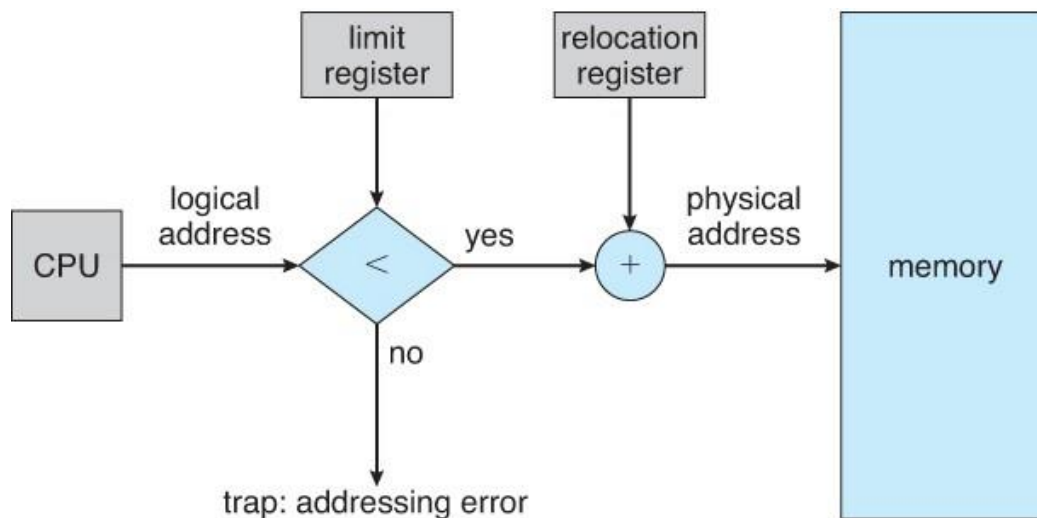 limit
register
relocation
register
logical
address
physical
address
CPU
<
yes
+
memory
no
trap: addressing error